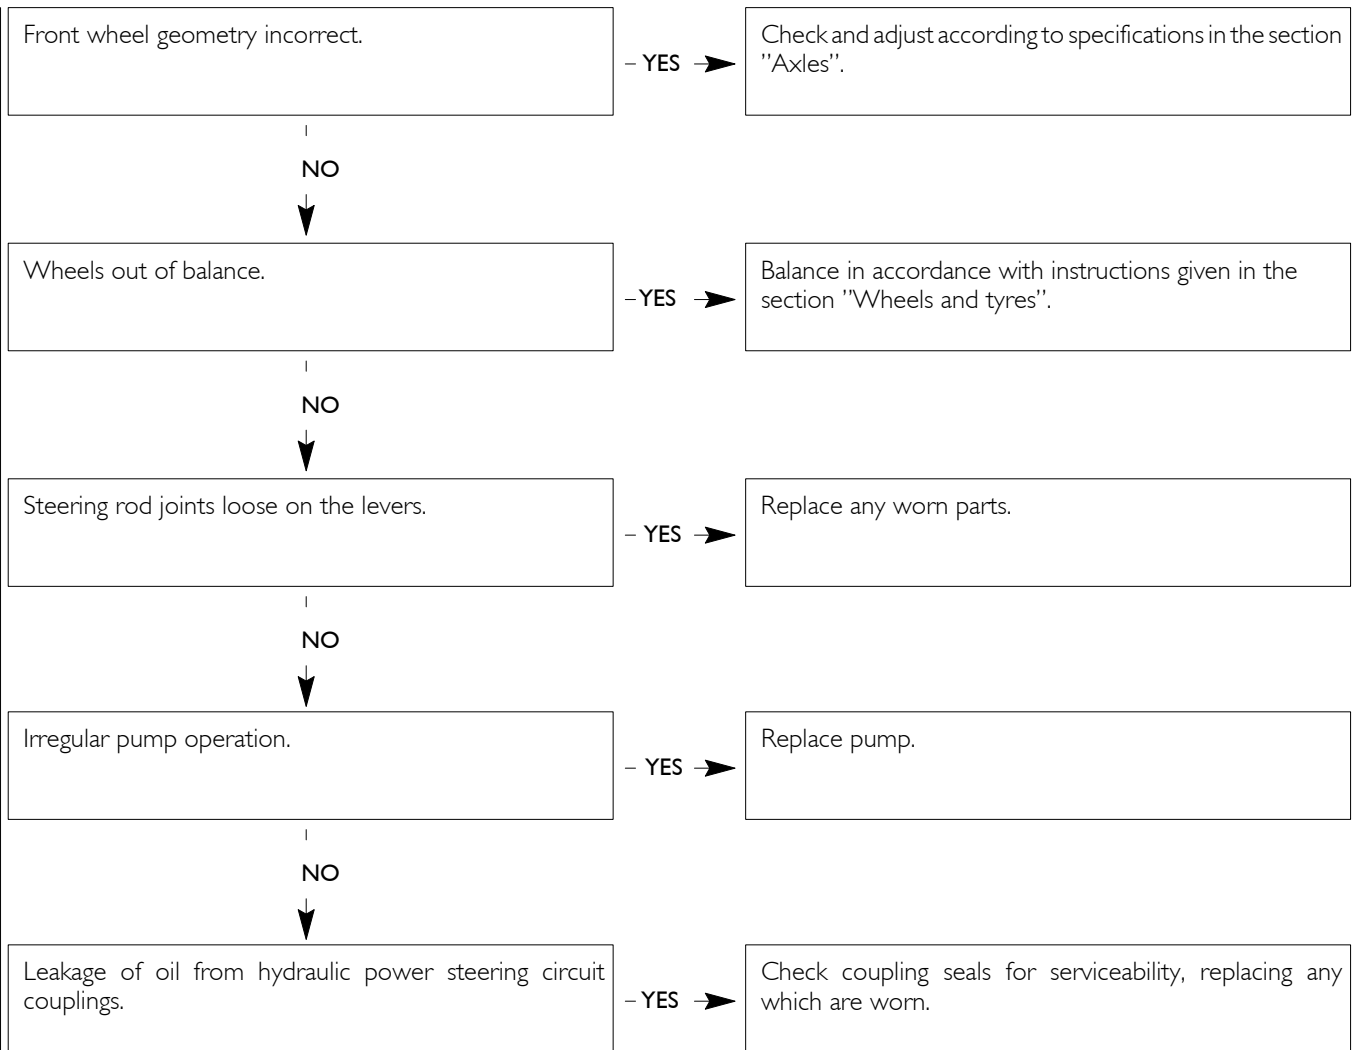 Front wheel geometry incorrect.
YES
Check and adjust according to specifications in the section
”Axles”.
NO
Wheels out of balance.
YES
Balance in accordance with instructions given in the
section ”Wheels and tyres”.
NO
Steering rod joints loose on the levers.
YES
Replace any worn parts.
NO
Irregular pump operation.
YES
Replace pump.
NO
Leakage of oil from hydraulic power steering circuit
couplings.
YES
Check coupling seals for serviceability, replacing any
which are worn.